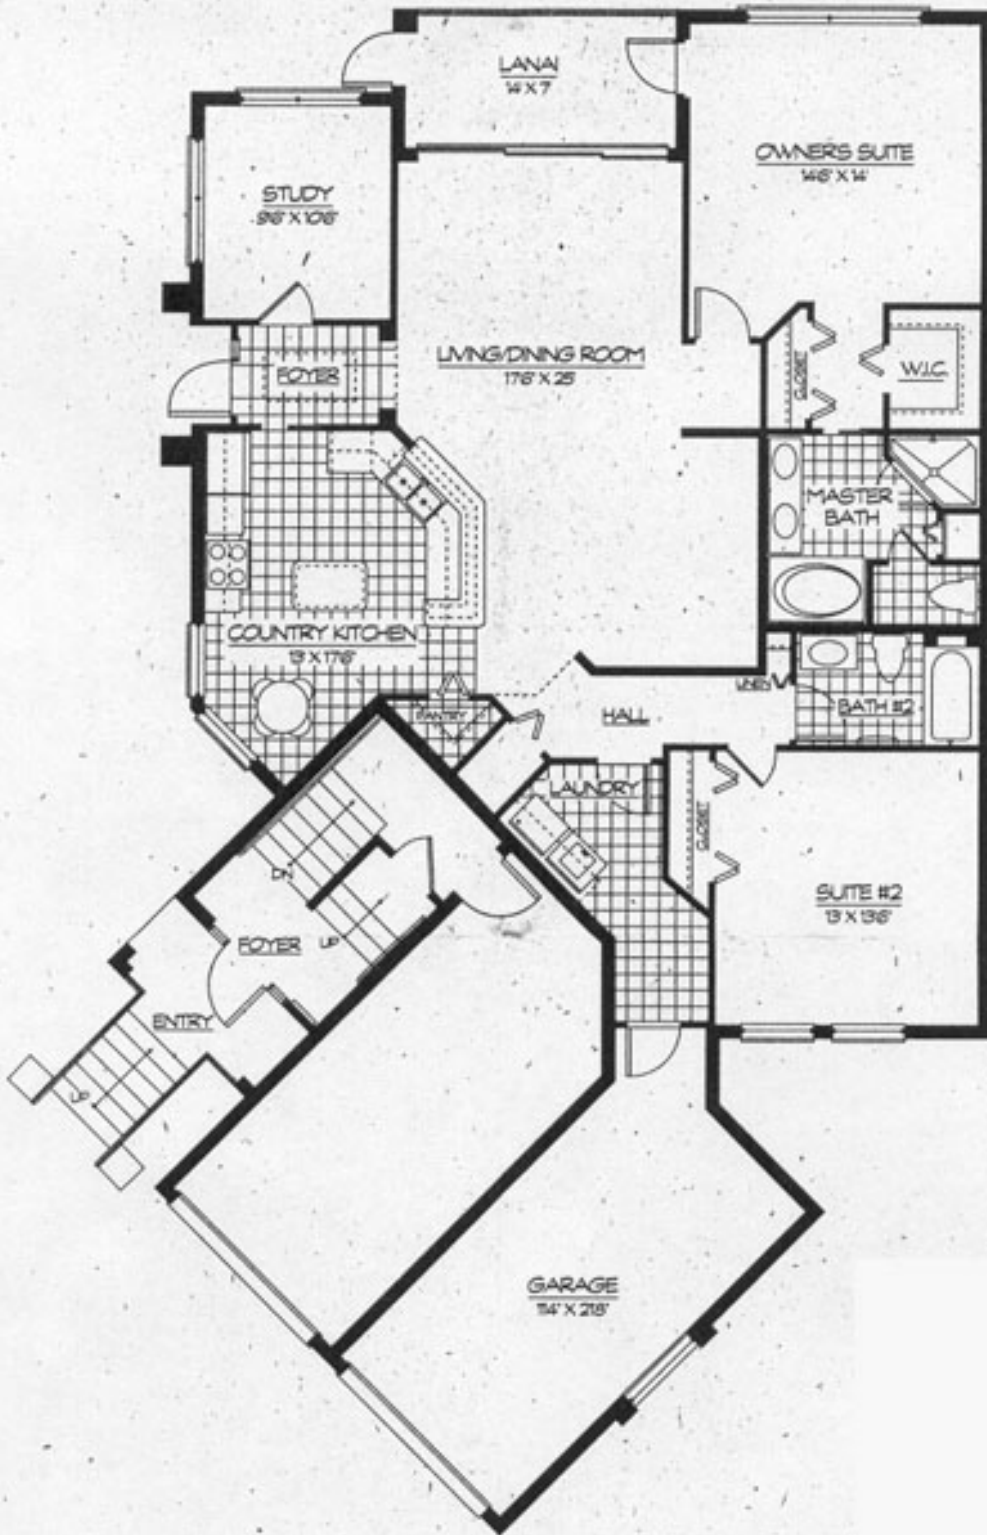 LANAI
14 X 7
OWNERS SUITE
14'6" X 14'
STUDY
9'6" X 10'6"
LIVING/DINING ROOM
17'6" X 25'
FOYER
CLOSET
W.I.C.
MASTER
BATH
COUNTRY KITCHEN
13 X 17'6"
LINEN
BATH #2
PANTRY
HALL
LAUNDRY
CLOSET
DN
SUITE #2
13' X 13'6"
FOYER
UP
ENTRY
UP
GARAGE
11'4" X 21'8"